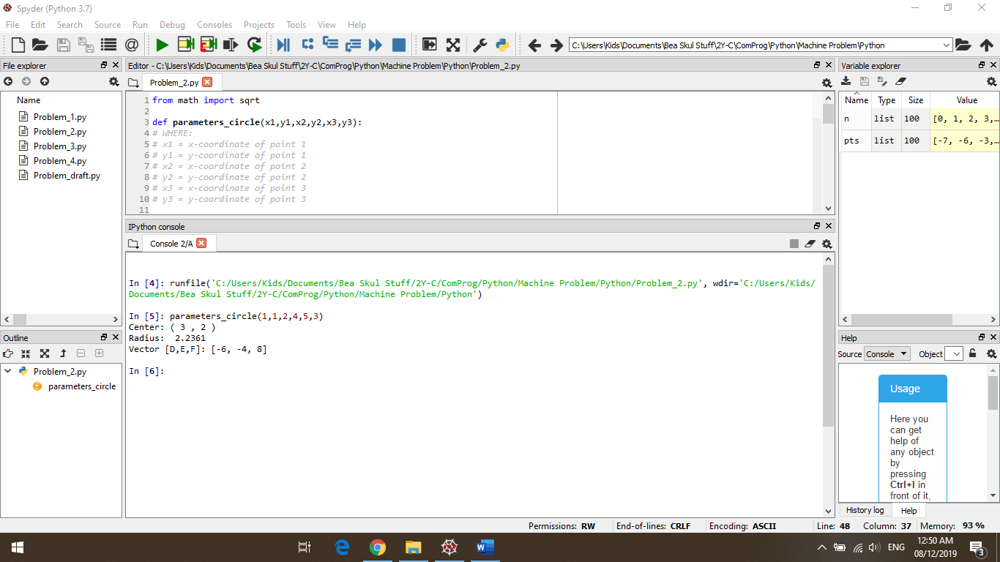 Spyder (Python 3.7)
File Edit Search Source Run Debug Consoles Projects Tools View Help
C:\Users\Kids\Documents\Bea Skul Stuff\2Y-C\ComProg\Python\Machine Problem\Python
File explorer
Name
Problem_1.py
Problem_2.py
Problem_3.py
Problem_4.py
Problem_draft.py
Outline
Problem_2.py
parameters_circle
Editor - C:\Users\Kids\Documents\Bea Skul Stuff\2Y-C\ComProg\Python\Machine Problem\Python\Problem_2.py
Problem_2.py
1 from math import sqrt
2
3 def parameters_circle(x1,y1,x2,y2,x3,y3):
4 # WHERE:
5 # x1 = x-coordinate of point 1
6 # y1 = y-coordinate of point 1
7 # x2 = x-coordinate of point 2
8 # y2 = y-coordinate of point 2
9 # x3 = x-coordinate of point 3
10 # y3 = y-coordinate of point 3
11
IPython console
Console 2/A
In [4]: runfile('C:/Users/Kids/Documents/Bea Skul Stuff/2Y-C/ComProg/Python/Machine Problem/Python/Problem_2.py', wdir='C:/Users/Kids/
Documents/Bea Skul Stuff/2Y-C/ComProg/Python/Machine Problem/Python')
In [5]: parameters_circle(1,1,2,4,5,3)
Center: ( 3 , 2 )
Radius:  2.2361
Vector [D,E,F]: [-6, -4, 8]
In [6]:
Variable explorer
Name Type Size Value
n list 100 [0, 1, 2, 3,...
pts list 100 [-7, -6, -3,...
Help
Source Console Object
Usage
Here you
can get
help of
any object
by
pressing
Ctrl+I in
front of it,
History log Help
Permissions: RW End-of-lines: CRLF Encoding: ASCII Line: 48 Column: 37 Memory: 93 %
ENG
12:50 AM
08/12/2019
3